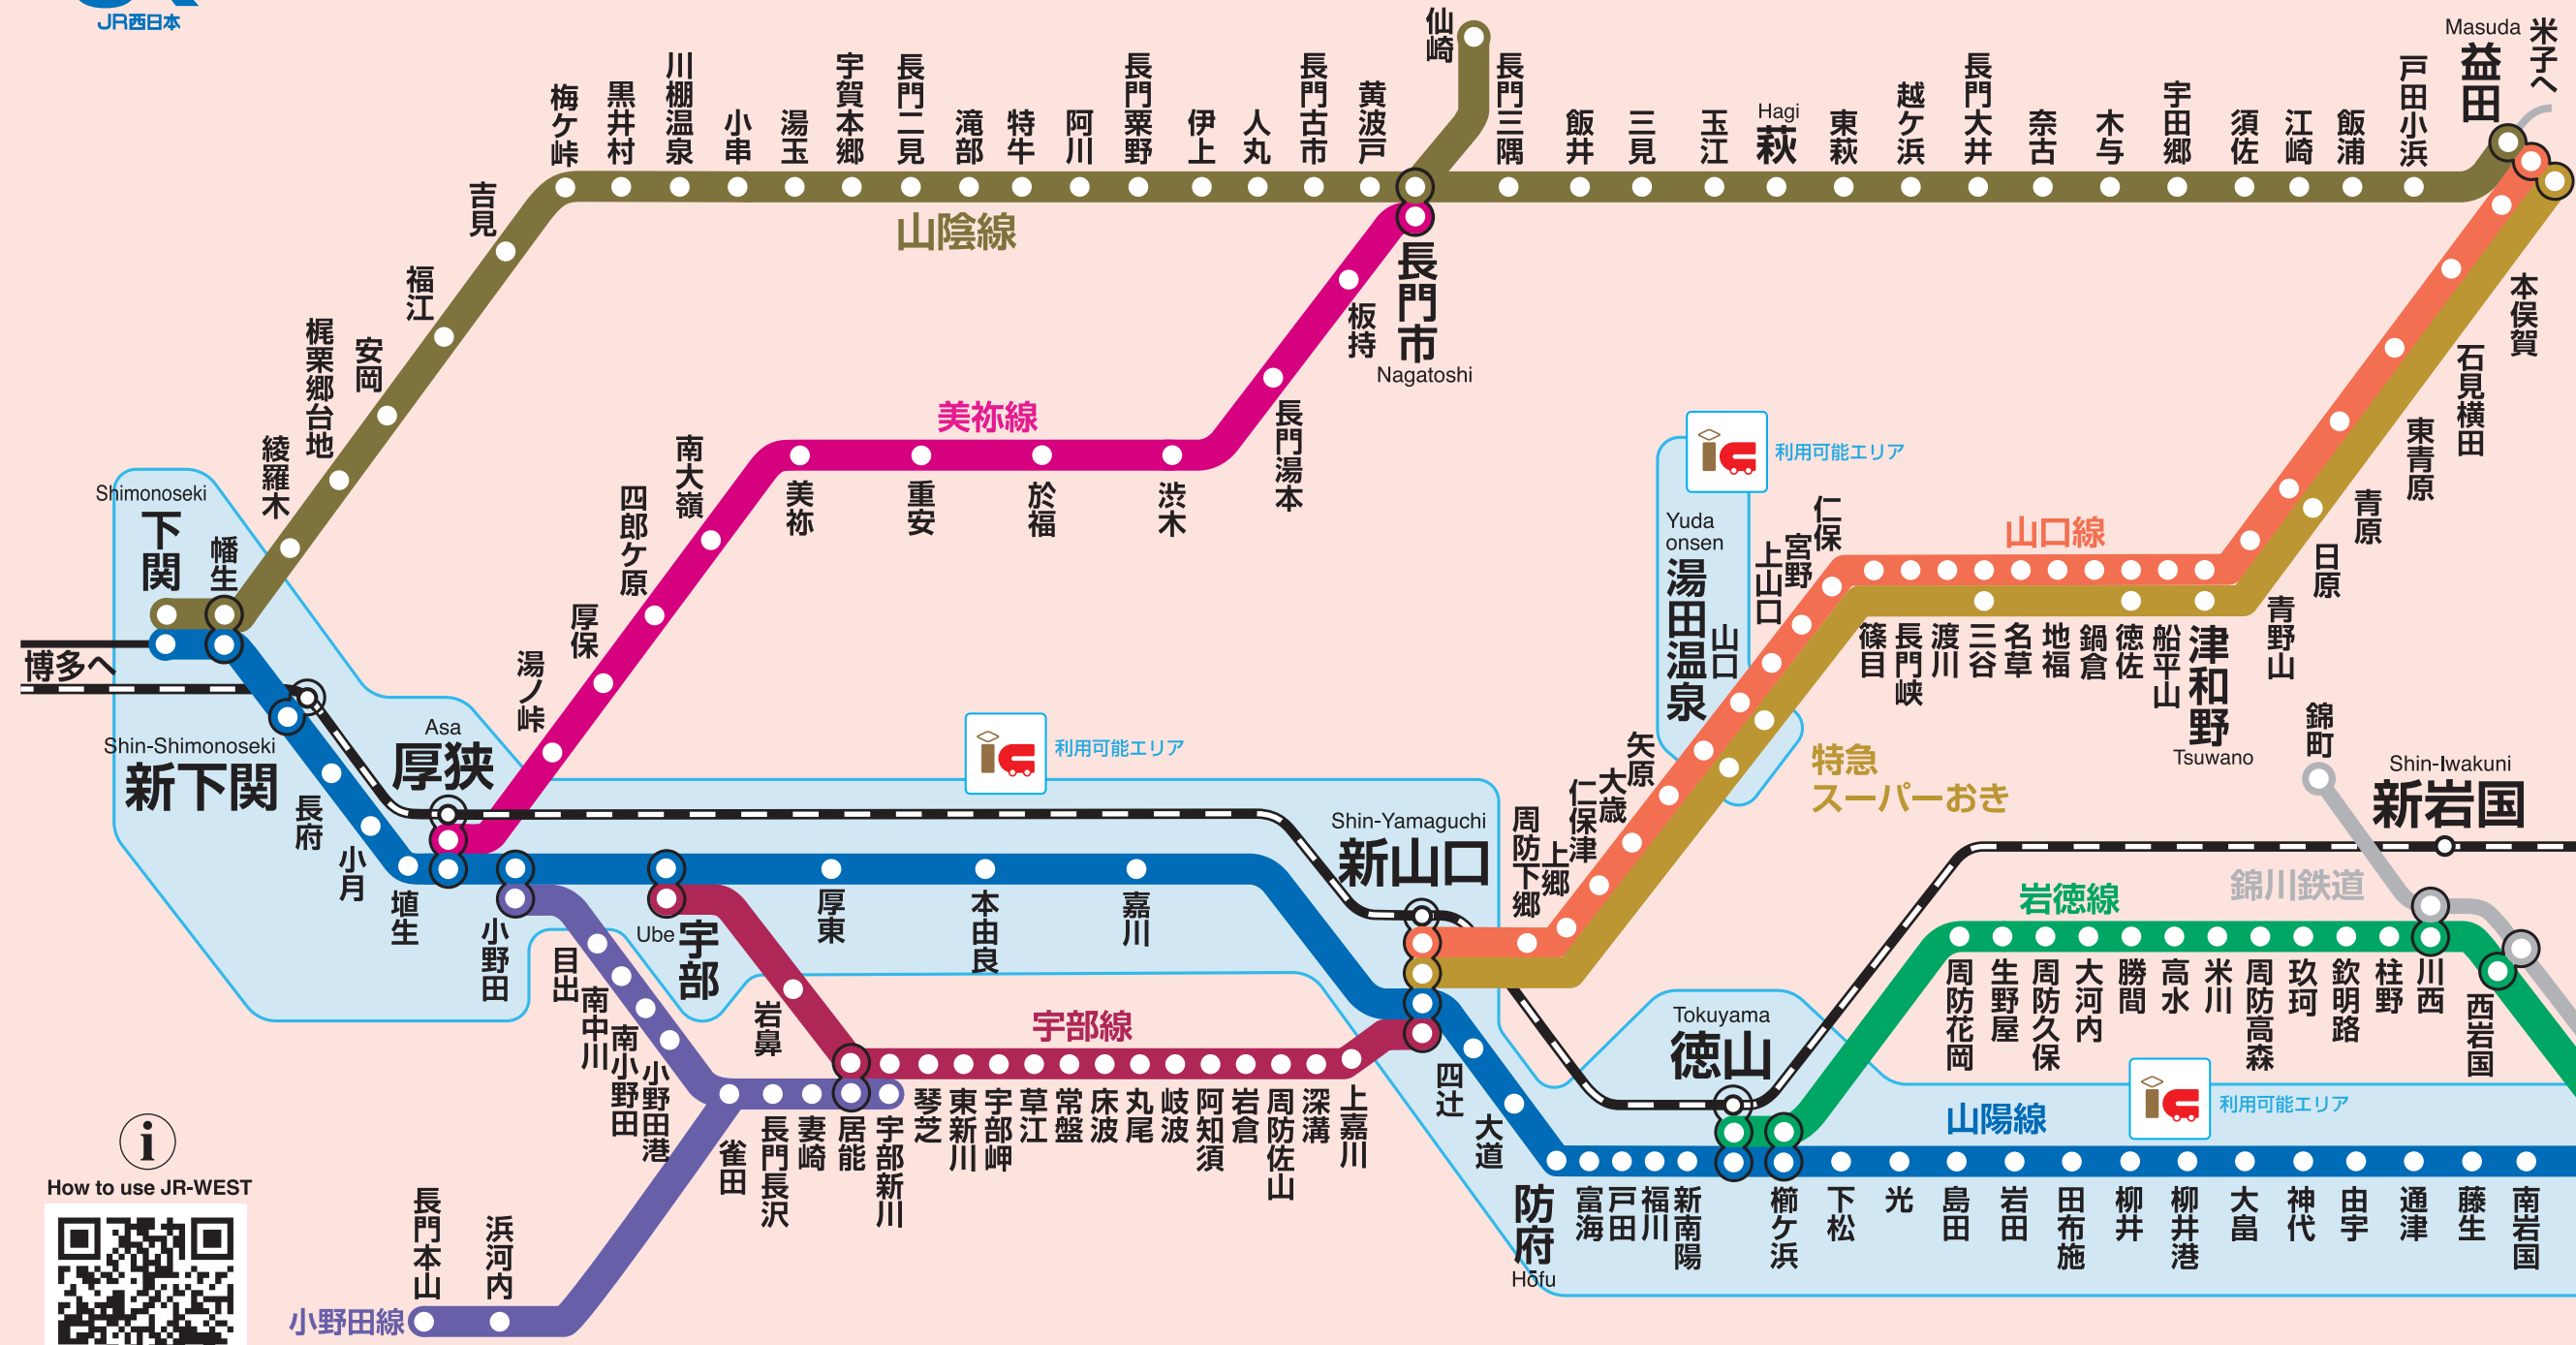 JR西日本
仙崎
Masuda
益田
米子へ
梅ケ峠
黒井村
川棚温泉
小串
湯玉
宇賀本郷
長門二見
滝部
特牛
阿川
長門粟野
伊上
人丸
長門古市
黄波戸
長門三隅
飯井
三見
玉江
Hagi
萩
東萩
越ケ浜
長門大井
奈古
木与
宇田郷
須佐
江崎
飯浦
戸田小浜
山陰線
吉見
福江
安岡
梶栗郷台地
綾羅木
長門市
Nagatoshi
板持
長門湯本
美祢線
南大嶺
四郎ケ原
厚保
湯ノ峠
美祢
重安
於福
渋木
Shimonoseki
下関
幡生
博多へ
Shin-Shimonoseki
新下関
長府
小月
埴生
Asa
厚狭
利用可能エリア
利用可能エリア
Yuda
onsen
湯田温泉
山口
上山口
宮野
仁保
山口線
篠目
長門峡
渡川
三谷
名草
地福
鍋倉
徳佐
船平山
津和野
Tsuwano
青野山
日原
青原
東青原
石見横田
本俣賀
特急
スーパーおき
矢原
大歳
仁保津
上郷
周防下郷
Shin-Yamaguchi
新山口
錦町
Shin-Iwakuni
新岩国
錦川鉄道
岩徳線
小野田
Ube
宇部
厚東
本由良
嘉川
目出
南中川
南小野田
小野田港
岩鼻
宇部線
雀田
長門長沢
妻崎
居能
宇部新川
琴芝
東新川
宇部岬
草江
常盤
床波
丸尾
岐波
阿知須
岩倉
周防佐山
深溝
上嘉川
四辻
大道
防府
Hōfu
Tokuyama
徳山
周防花岡
生野屋
周防久保
大河内
勝間
高水
米川
周防高森
玖珂
欽明路
柱野
川西
西岩国
山陽線
利用可能エリア
富海
戸田
福川
新南陽
櫛ケ浜
下松
光
島田
岩田
田布施
柳井
柳井港
大畠
神代
由宇
通津
藤生
南岩国
How to use JR-WEST
長門本山
浜河内
小野田線